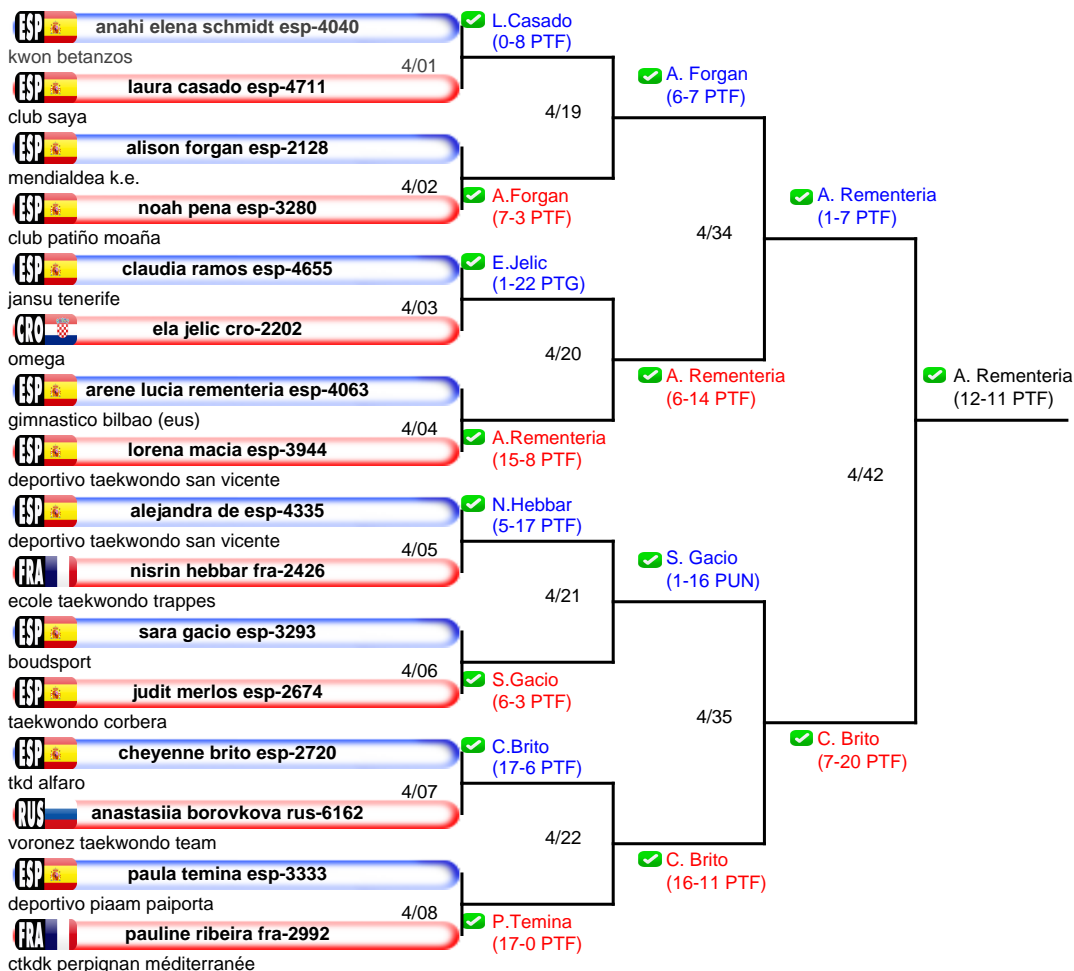 ESP anahi elena schmidt esp-4040
kwon betanzos
4/01
ESP laura casado esp-4711
club saya
ESP alison forgan esp-2128
mendialdea k.e.
4/02
ESP noah pena esp-3280
club patiño moaña
ESP claudia ramos esp-4655
jansu tenerife
4/03
CRO ela jelic cro-2202
omega
ESP arene lucia rementeria esp-4063
gimnastico bilbao (eus)
4/04
ESP lorena macia esp-3944
deportivo taekwondo san vicente
ESP alejandra de esp-4335
deportivo taekwondo san vicente
4/05
FRA nisrin hebbar fra-2426
ecole taekwondo trappes
ESP sara gacio esp-3293
boudsport
4/06
ESP judit merlos esp-2674
taekwondo corbera
ESP cheyenne brito esp-2720
tkd alfaro
4/07
RUS anastasiia borovkova rus-6162
voronez taekwondo team
ESP paula temina esp-3333
deportivo piaam paiporta
4/08
FRA pauline ribeira fra-2992
ctkdk perpignan méditerranée
L.Casado
(0-8 PTF)
4/19
A.Forgan
(7-3 PTF)
E.Jelic
(1-22 PTG)
4/20
A.Rementeria
(15-8 PTF)
N.Hebbar
(5-17 PTF)
4/21
S.Gacio
(6-3 PTF)
C.Brito
(17-6 PTF)
4/22
P.Temina
(17-0 PTF)
A. Forgan
(6-7 PTF)
4/34
A. Rementeria
(6-14 PTF)
S. Gacio
(1-16 PUN)
4/35
C. Brito
(16-11 PTF)
A. Rementeria
(1-7 PTF)
4/42
C. Brito
(7-20 PTF)
A. Rementeria
(12-11 PTF)